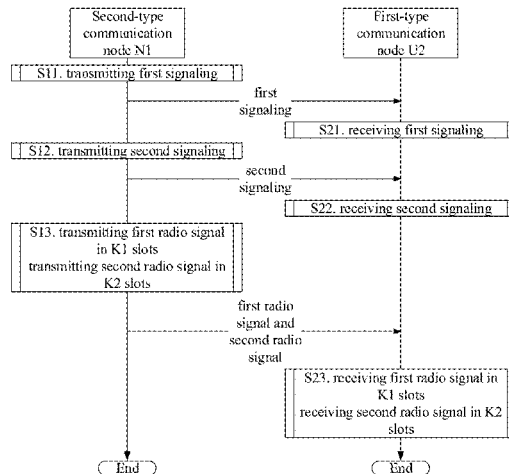 Second-type
communication
node N1
First-type
communication
node U2
S11. transmitting first signaling
first
signaling
S21. receiving first signaling
S12. transmitting second signaling
second
signaling
S22. receiving second signaling
S13. transmitting first radio signal
in K1 slots
transmitting second radio signal in
K2 slots
first radio
signal and
second radio
signal
S23. receiving first radio signal in
K1 slots
receiving second radio signal in K2
slots
End
End